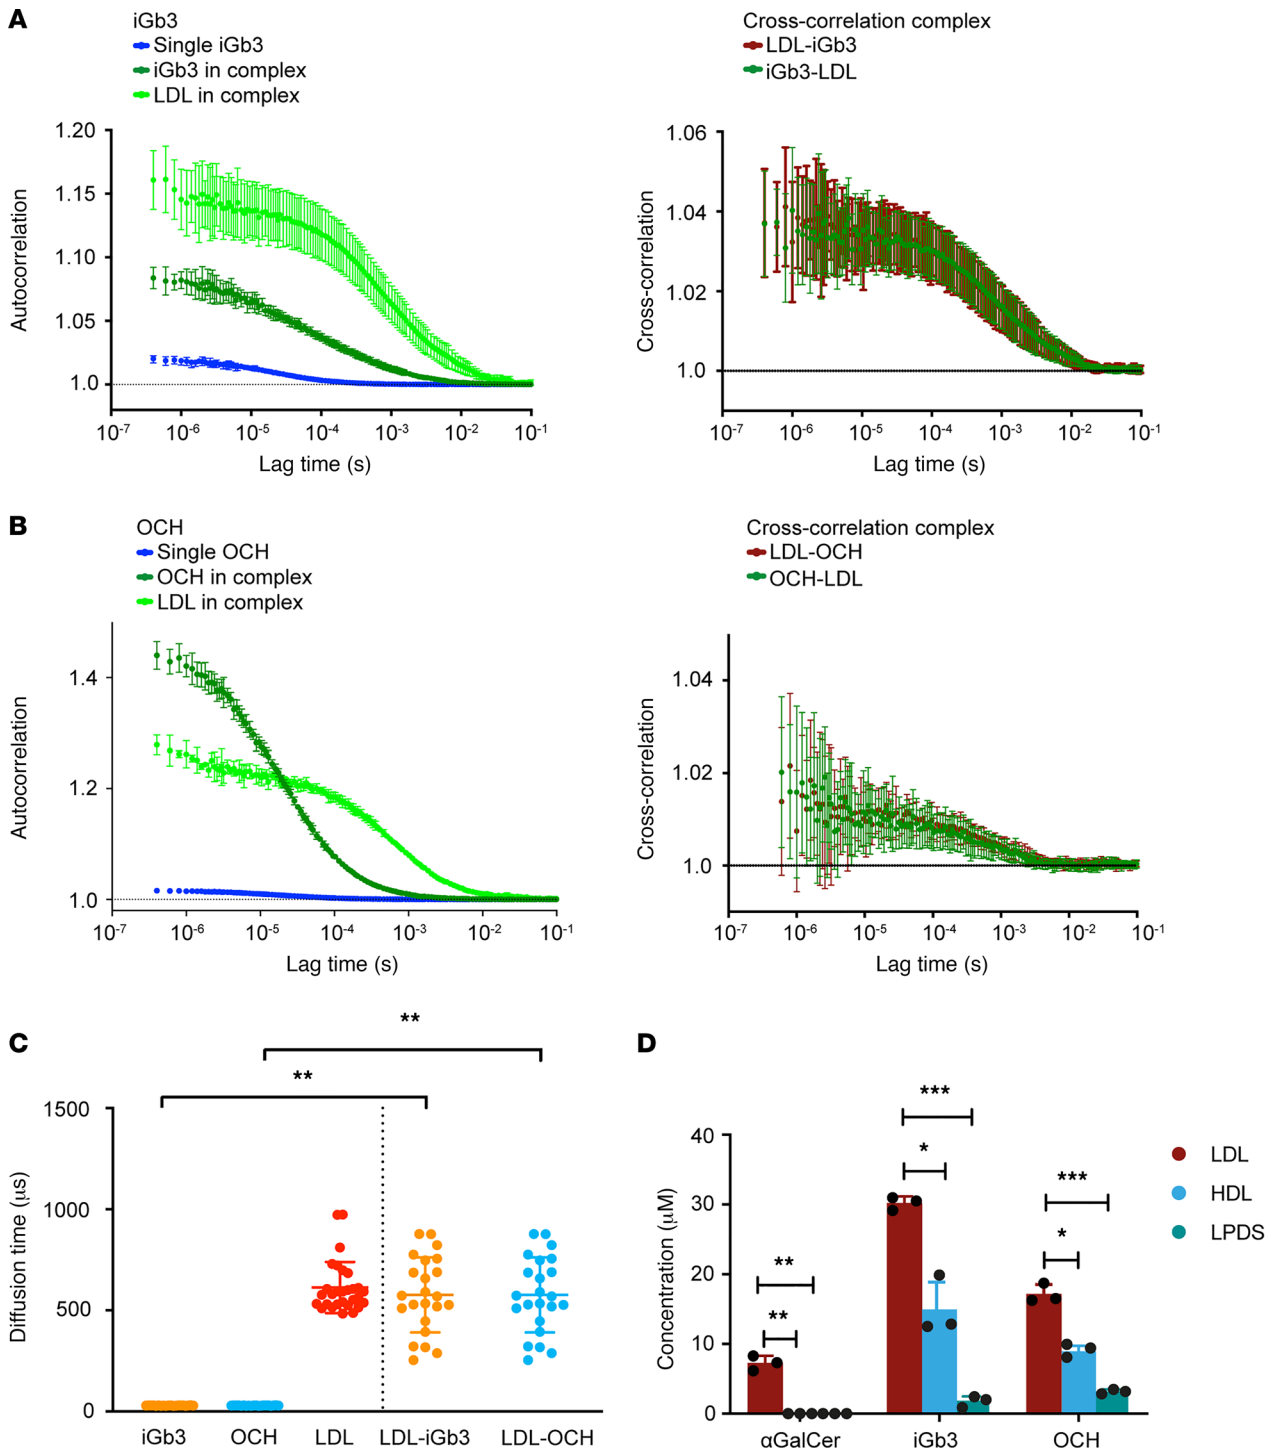 A
iGb3
Single iGb3
iGb3 in complex
LDL in complex
1.20
1.15
1.10
1.05
1.0
Autocorrelation
10-7 10-6 10-5 10-4 10-3 10-2 10-1
Lag time (s)
Cross-correlation complex
LDL-iGb3
iGb3-LDL
1.06
1.04
1.02
1.0
Cross-correlation
10-7 10-6 10-5 10-4 10-3 10-2 10-1
Lag time (s)
B
OCH
Single OCH
OCH in complex
LDL in complex
1.4
1.2
1.0
Autocorrelation
10-7 10-6 10-5 10-4 10-3 10-2 10-1
Lag time (s)
Cross-correlation complex
LDL-OCH
OCH-LDL
1.04
1.02
1.0
Cross-correlation
10-7 10-6 10-5 10-4 10-3 10-2 10-1
Lag time (s)
C
**
**
1500
1000
500
0
Diffusion time (μs)
iGb3 OCH LDL LDL-iGb3 LDL-OCH
D
***
*
***
*
**
**
40
30
20
10
0
Concentration (μM)
αGalCer iGb3 OCH
LDL
HDL
LPDS